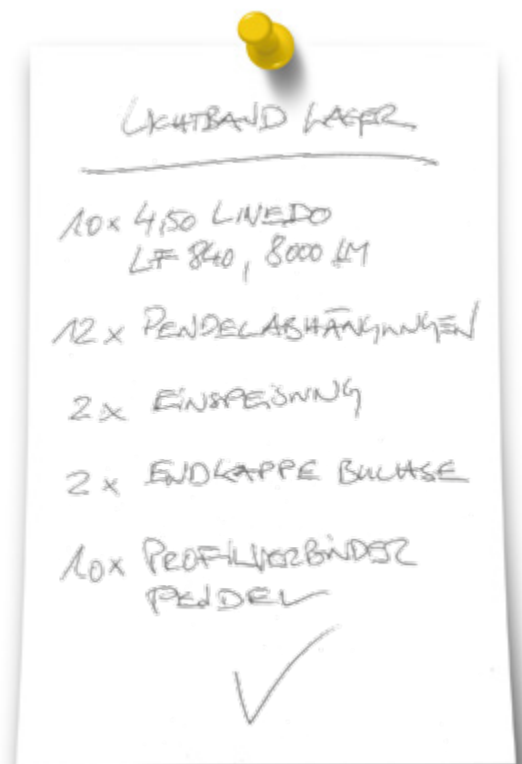 LICHTBAND LAGER
10x 4,50 LINEDO
LF 840, 8000 LM
12x PENDELABHÄNGUNGEN
2x EINSPEISUNG
2x ENDKAPPE BUCHSE
10x PROFILVERBINDER
PENDEL